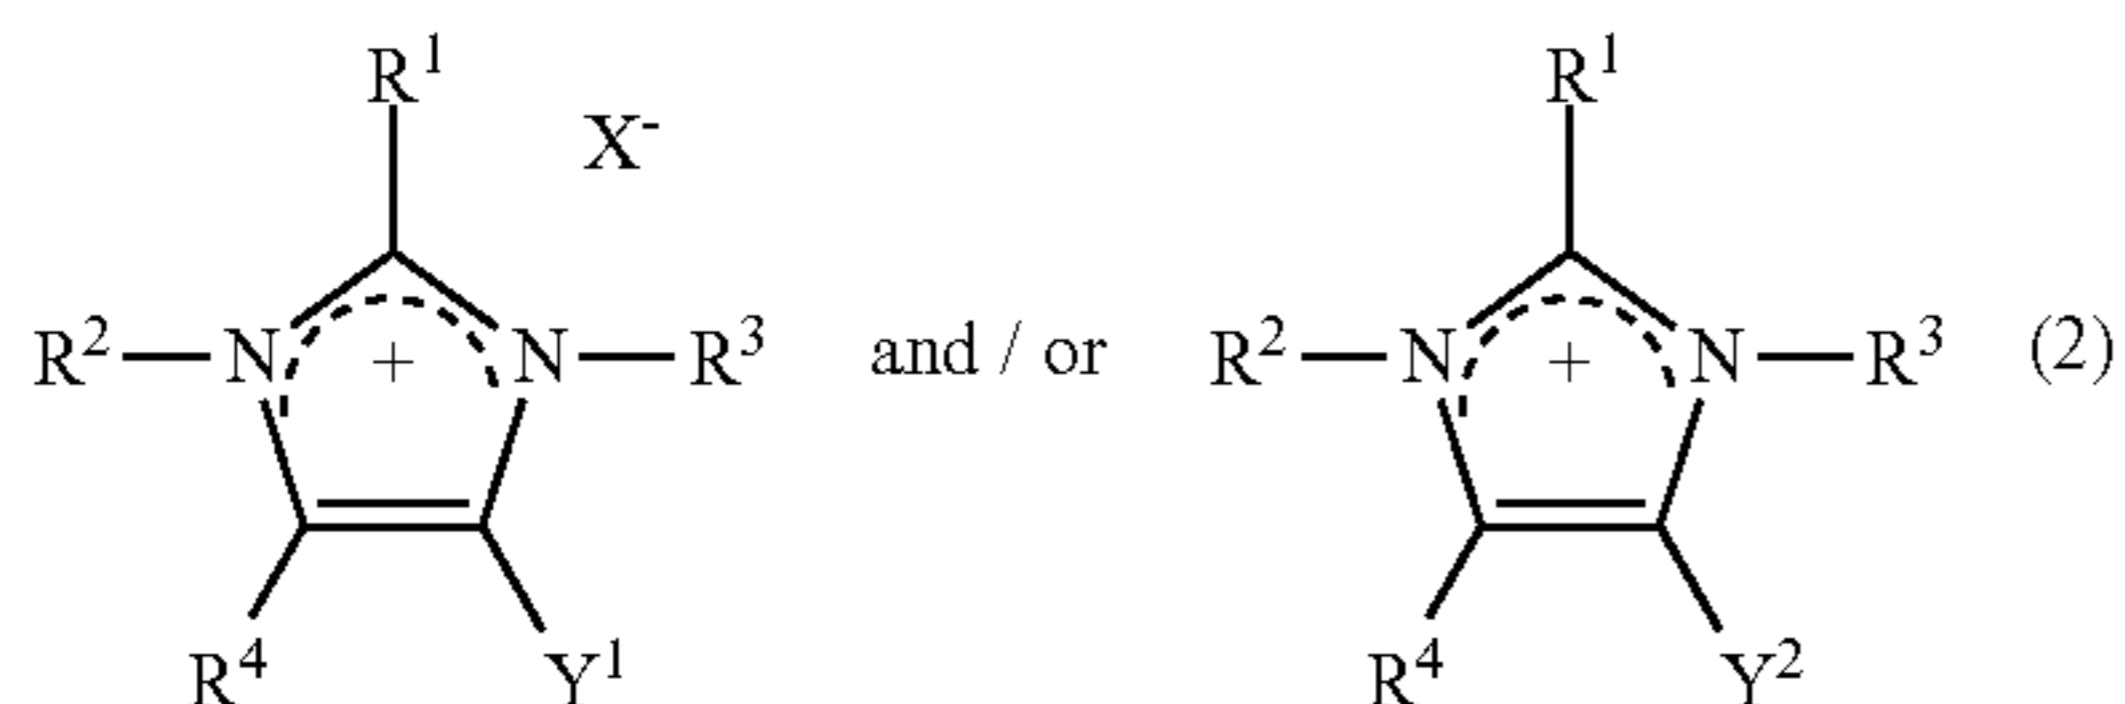 R¹ X⁻ R¹
R² N + N R³ and / or R² N + N R³ (2)
R⁴ Y¹ R⁴ Y²